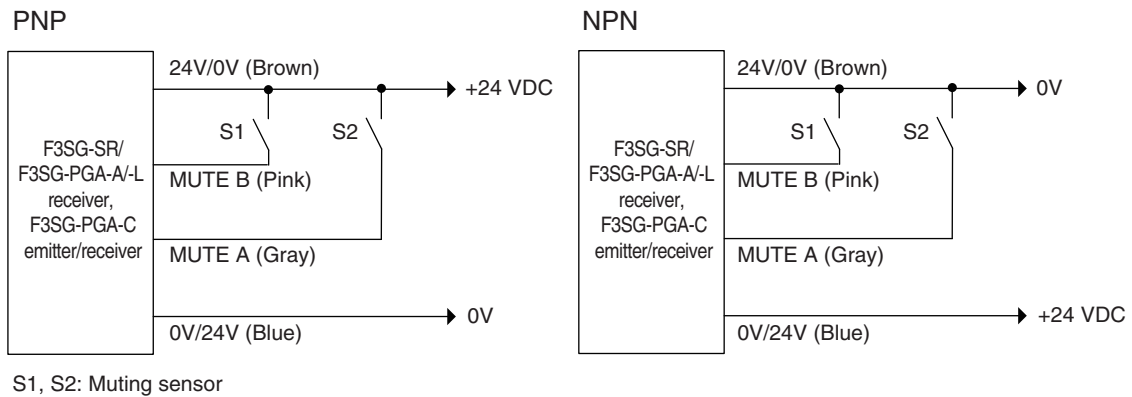 PNP
24V/0V (Brown)
+24 VDC
S1
S2
F3SG-SR/
F3SG-PGA-A/-L
receiver,
F3SG-PGA-C
emitter/receiver
MUTE B (Pink)
MUTE A (Gray)
0V
0V/24V (Blue)
NPN
24V/0V (Brown)
0V
S1
S2
F3SG-SR/
F3SG-PGA-A/-L
receiver,
F3SG-PGA-C
emitter/receiver
MUTE B (Pink)
MUTE A (Gray)
+24 VDC
0V/24V (Blue)
S1, S2: Muting sensor